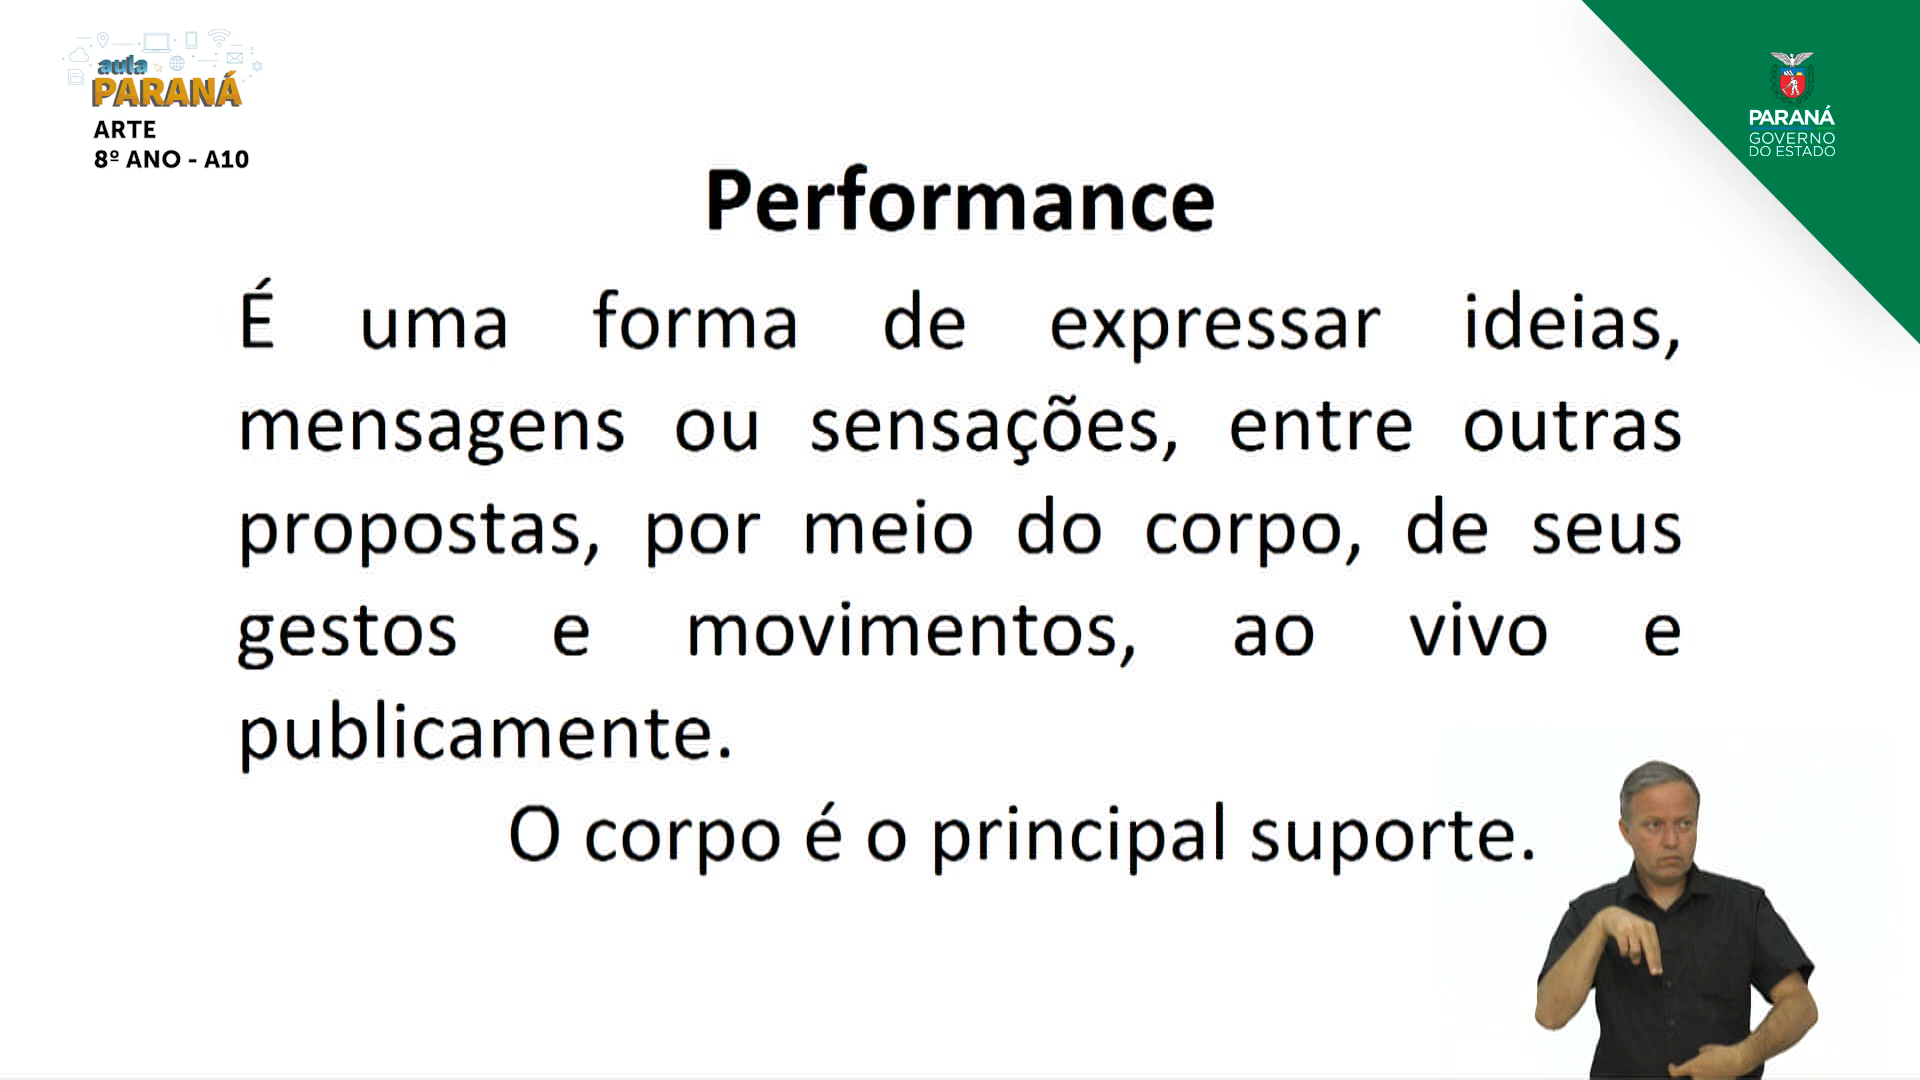 aula
PARANÁ
ARTE
8º ANO - A10
PARANÁ
GOVERNO
DO ESTADO
Performance
É uma forma de expressar ideias,
mensagens ou sensações, entre outras
propostas, por meio do corpo, de seus
gestos e movimentos, ao vivo e
publicamente.
O corpo é o principal suporte.